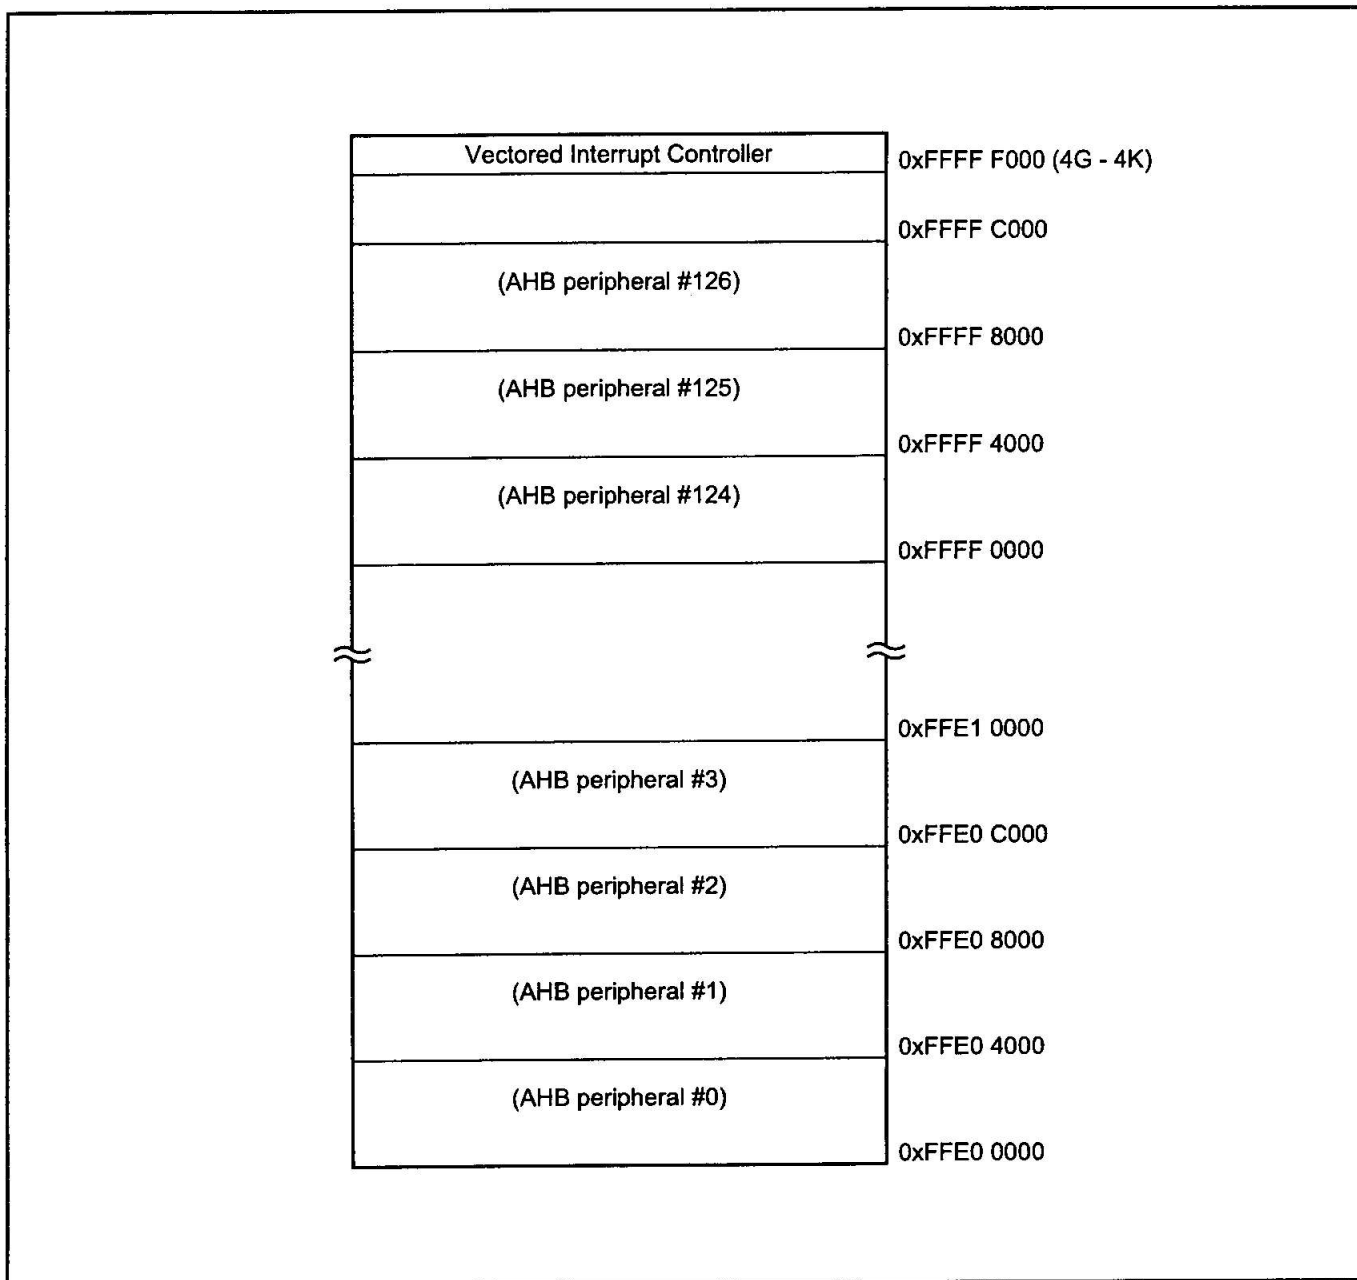 Vectored Interrupt Controller
0xFFFF F000 (4G - 4K)
0xFFFF C000
(AHB peripheral #126)
0xFFFF 8000
(AHB peripheral #125)
0xFFFF 4000
(AHB peripheral #124)
0xFFFF 0000
0xFFE1 0000
(AHB peripheral #3)
0xFFE0 C000
(AHB peripheral #2)
0xFFE0 8000
(AHB peripheral #1)
0xFFE0 4000
(AHB peripheral #0)
0xFFE0 0000